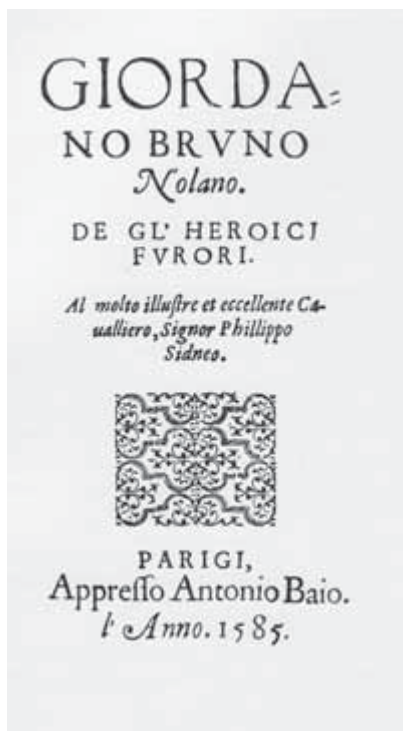 GIORDA=
NO BRVNO
Nolano.
DE GL' HEROICI
FVRORI.
Al molto illuſtre et eccellente Ca-
ualliero, Signor Phillippo
Sidneo.
PARIGI,
Appreſſo Antonio Baio.
l' Anno. 1585.